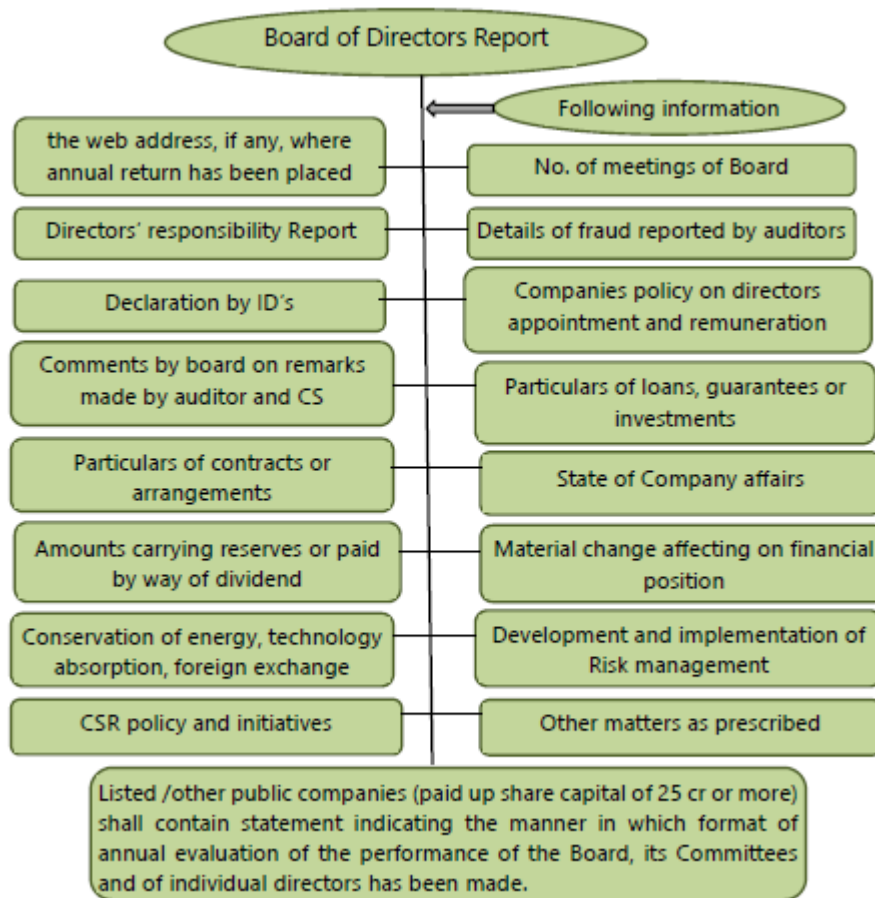 Board of Directors Report
Following information
the web address, if any, where
annual return has been placed
No. of meetings of Board
Directors’ responsibility Report
Details of fraud reported by auditors
Declaration by ID’s
Companies policy on directors
appointment and remuneration
Comments by board on remarks
made by auditor and CS
Particulars of loans, guarantees or
investments
Particulars of contracts or
arrangements
State of Company affairs
Amounts carrying reserves or paid
by way of dividend
Material change affecting on financial
position
Conservation of energy, technology
absorption, foreign exchange
Development and implementation of
Risk management
CSR policy and initiatives
Other matters as prescribed
Listed /other public companies (paid up share capital of 25 cr or more)
shall contain statement indicating the manner in which format of
annual evaluation of the performance of the Board, its Committees
and of individual directors has been made.